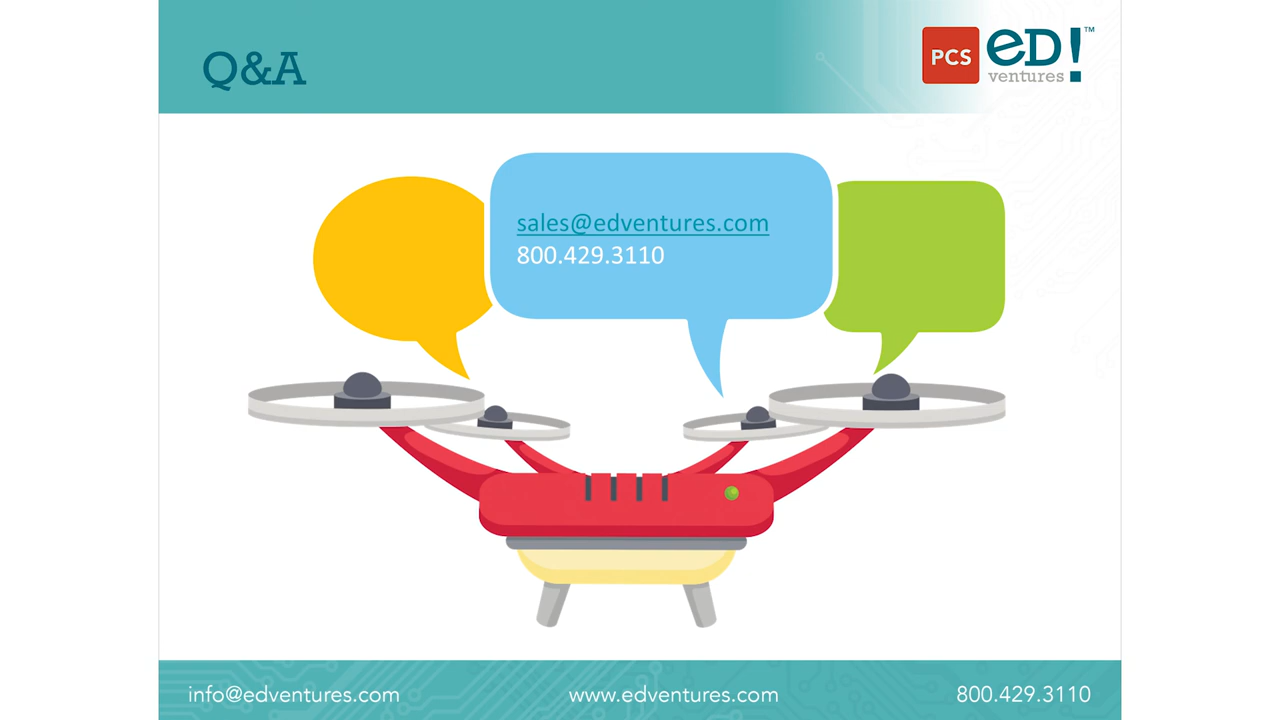 Q&A
PCS
eD!™
ventures
sales@edventures.com
800.429.3110
info@edventures.com
www.edventures.com
800.429.3110